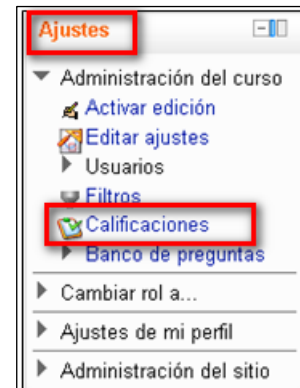 Ajustes
Administración del curso
Activar edición
Editar ajustes
Usuarios
Filtros
Calificaciones
Banco de preguntas
Cambiar rol a...
Ajustes de mi perfil
Administración del sitio